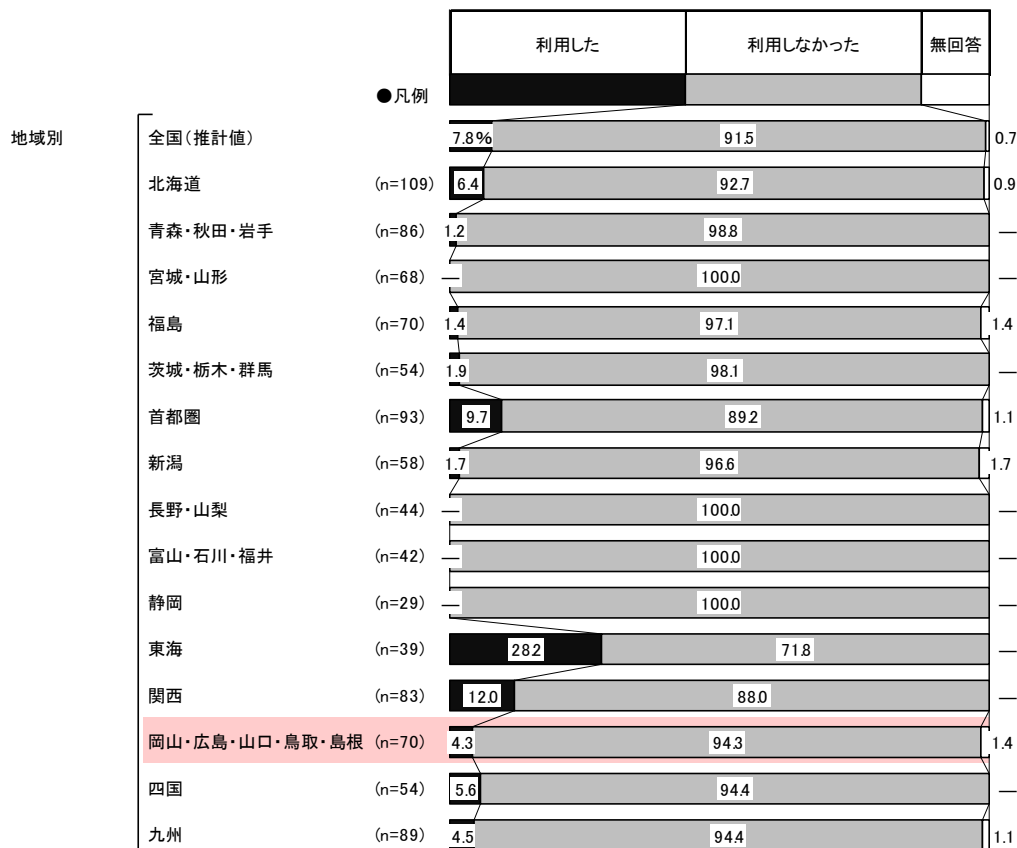 利用した 利用しなかった 無回答
●凡例
地域別 全国(推計値) 7.8% 91.5 0.7
北海道 (n=109) 6.4 92.7 0.9
青森・秋田・岩手 (n=86) 1.2 98.8 —
宮城・山形 (n=68) — 100.0 —
福島 (n=70) 1.4 97.1 1.4
茨城・栃木・群馬 (n=54) 1.9 98.1 —
首都圏 (n=93) 9.7 89.2 1.1
新潟 (n=58) 1.7 96.6 1.7
長野・山梨 (n=44) — 100.0 —
富山・石川・福井 (n=42) — 100.0 —
静岡 (n=29) — 100.0 —
東海 (n=39) 28.2 71.8 —
関西 (n=83) 12.0 88.0 —
岡山・広島・山口・鳥取・島根 (n=70) 4.3 94.3 1.4
四国 (n=54) 5.6 94.4 —
九州 (n=89) 4.5 94.4 1.1